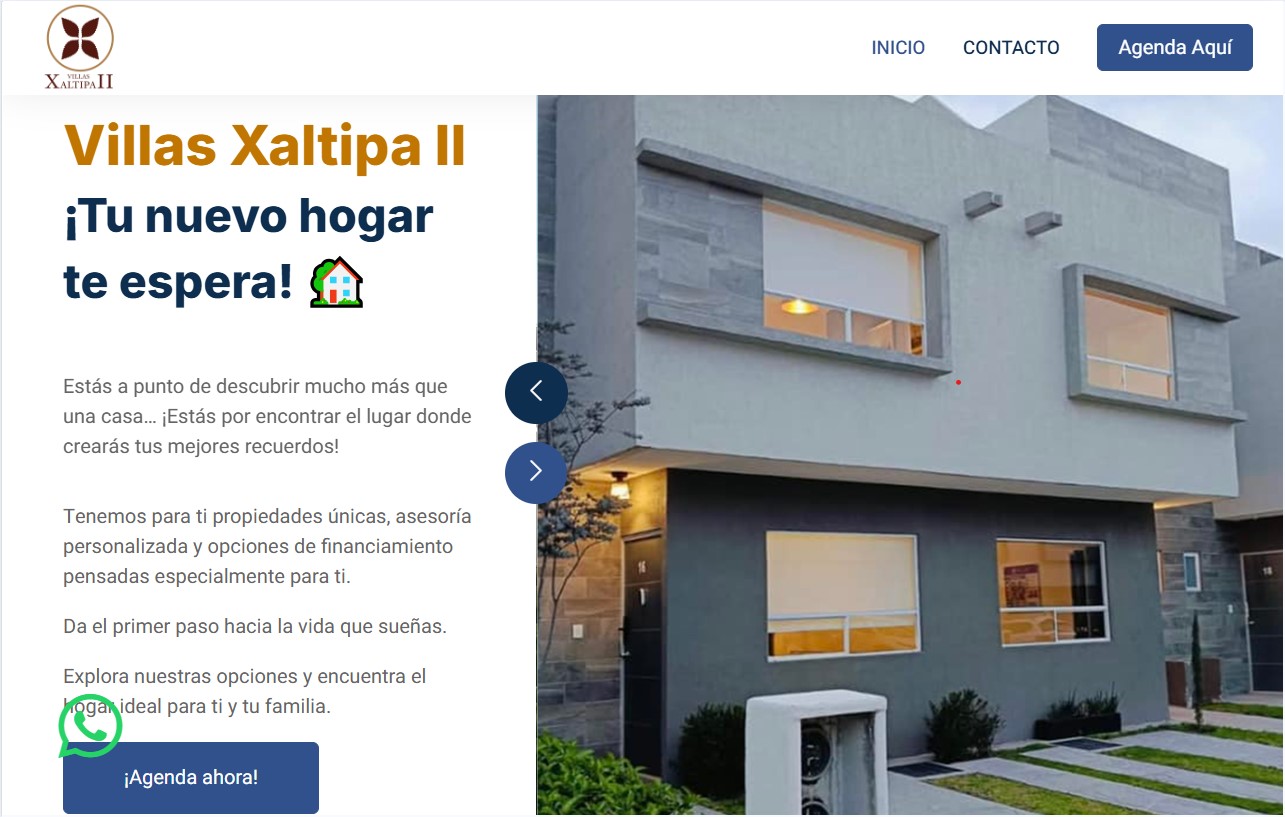 VILLAS
XALTIPA II
INICIO
CONTACTO
Agenda Aquí
Villas Xaltipa II
¡Tu nuevo hogar
te espera! 🏡
Estás a punto de descubrir mucho más que
una casa… ¡Estás por encontrar el lugar donde
crearás tus mejores recuerdos!
Tenemos para ti propiedades únicas, asesoría
personalizada y opciones de financiamiento
pensadas especialmente para ti.
Da el primer paso hacia la vida que sueñas.
Explora nuestras opciones y encuentra el
hogar ideal para ti y tu familia.
¡Agenda ahora!
16